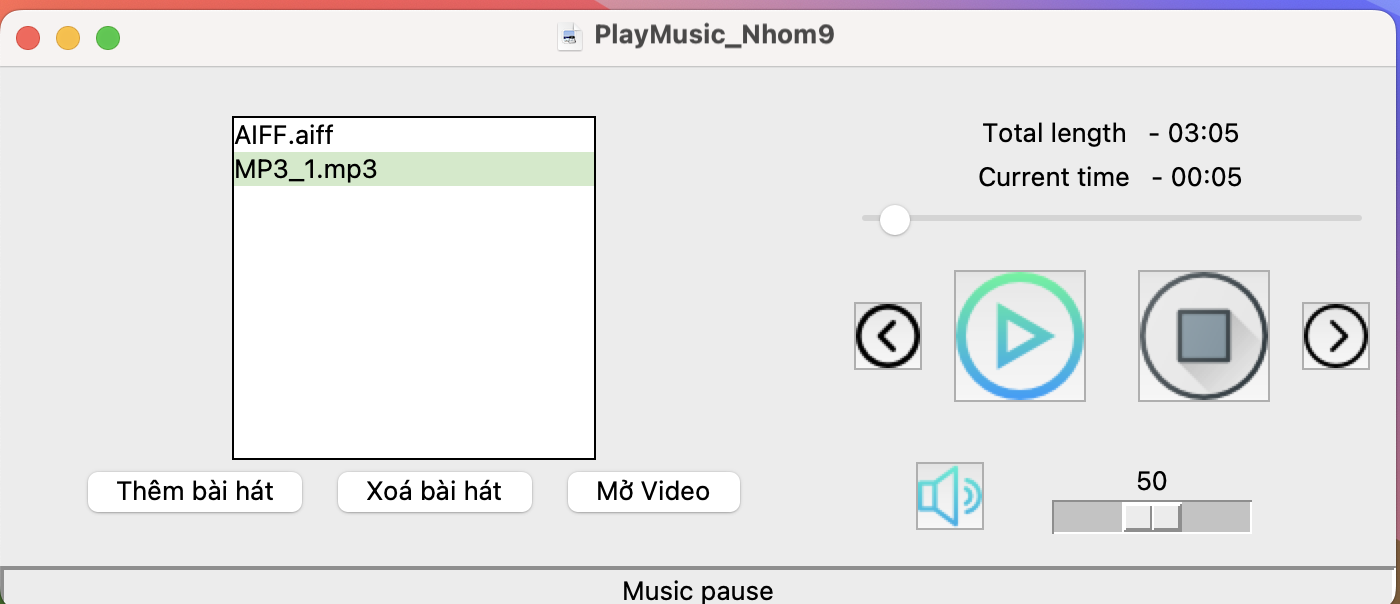 PlayMusic_Nhom9
AIFF.aiff
MP3_1.mp3
Total length - 03:05
Current time - 00:05
Thêm bài hát
Xoá bài hát
Mở Video
50
Music pause